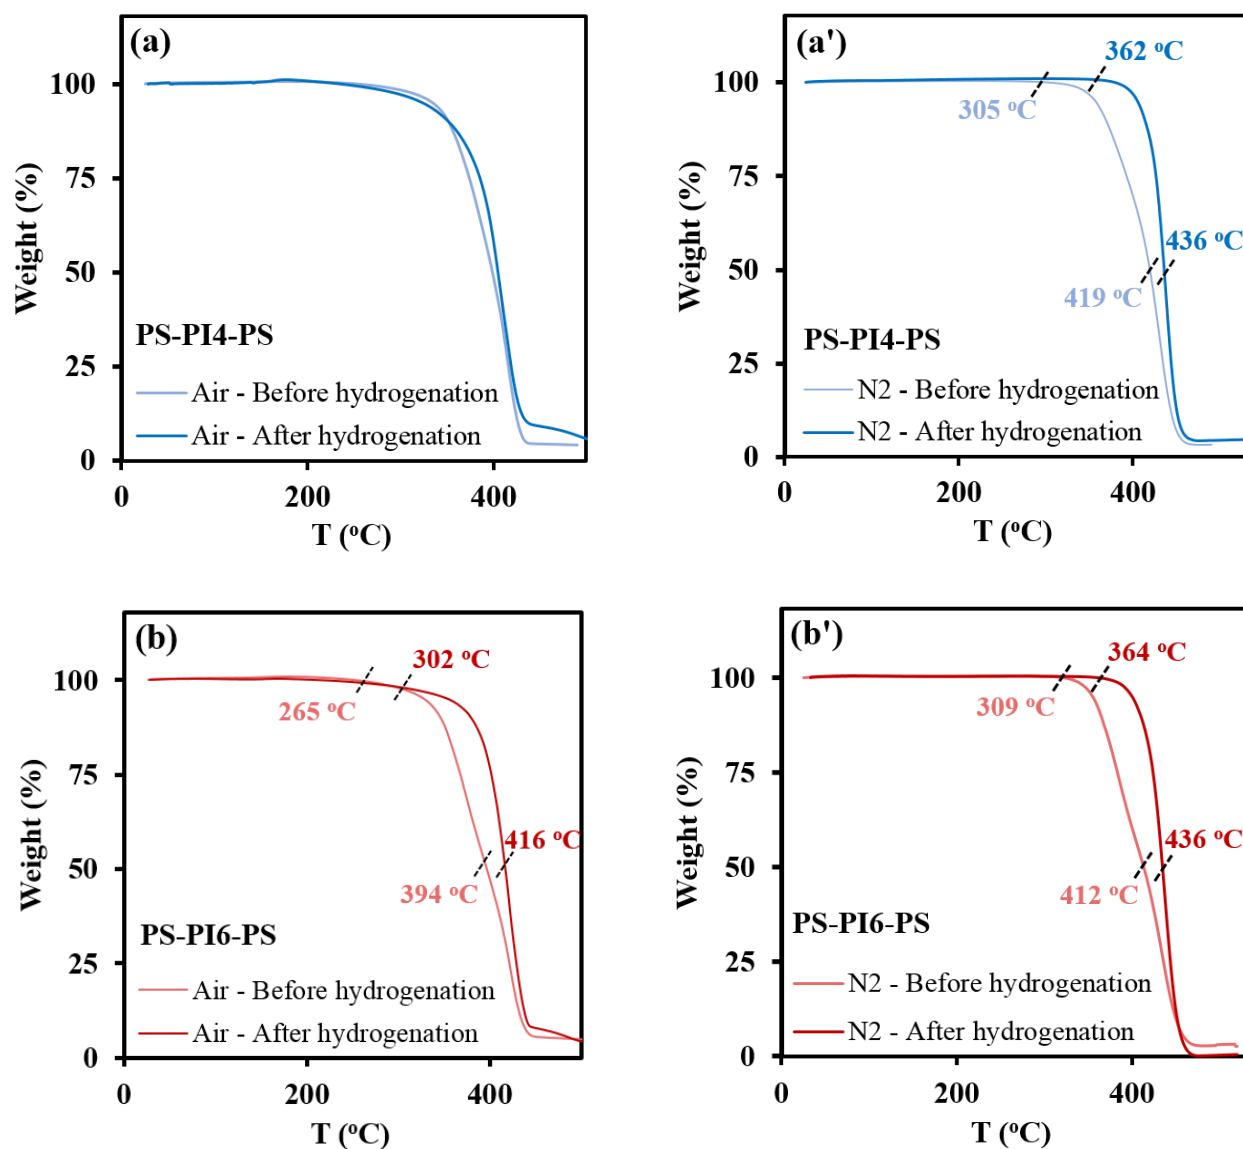 (a)
100
75
50
25
0
Weight (%)
PS-PI4-PS
Air - Before hydrogenation
Air - After hydrogenation
0
200
400
T (ºC)
(a')
362 ºC
100
305 ºC
75
Weight (%)
436 ºC
50
419 ºC
PS-PI4-PS
25
N2 - Before hydrogenation
N2 - After hydrogenation
0
0
200
400
T (ºC)
(b)
302 ºC
100
265 ºC
75
Weight (%)
416 ºC
50
394 ºC
PS-PI6-PS
25
Air - Before hydrogenation
Air - After hydrogenation
0
0
200
400
T (ºC)
(b')
364 ºC
100
309 ºC
75
Weight (%)
436 ºC
50
412 ºC
PS-PI6-PS
25
N2 - Before hydrogenation
N2 - After hydrogenation
0
0
200
400
T (ºC)